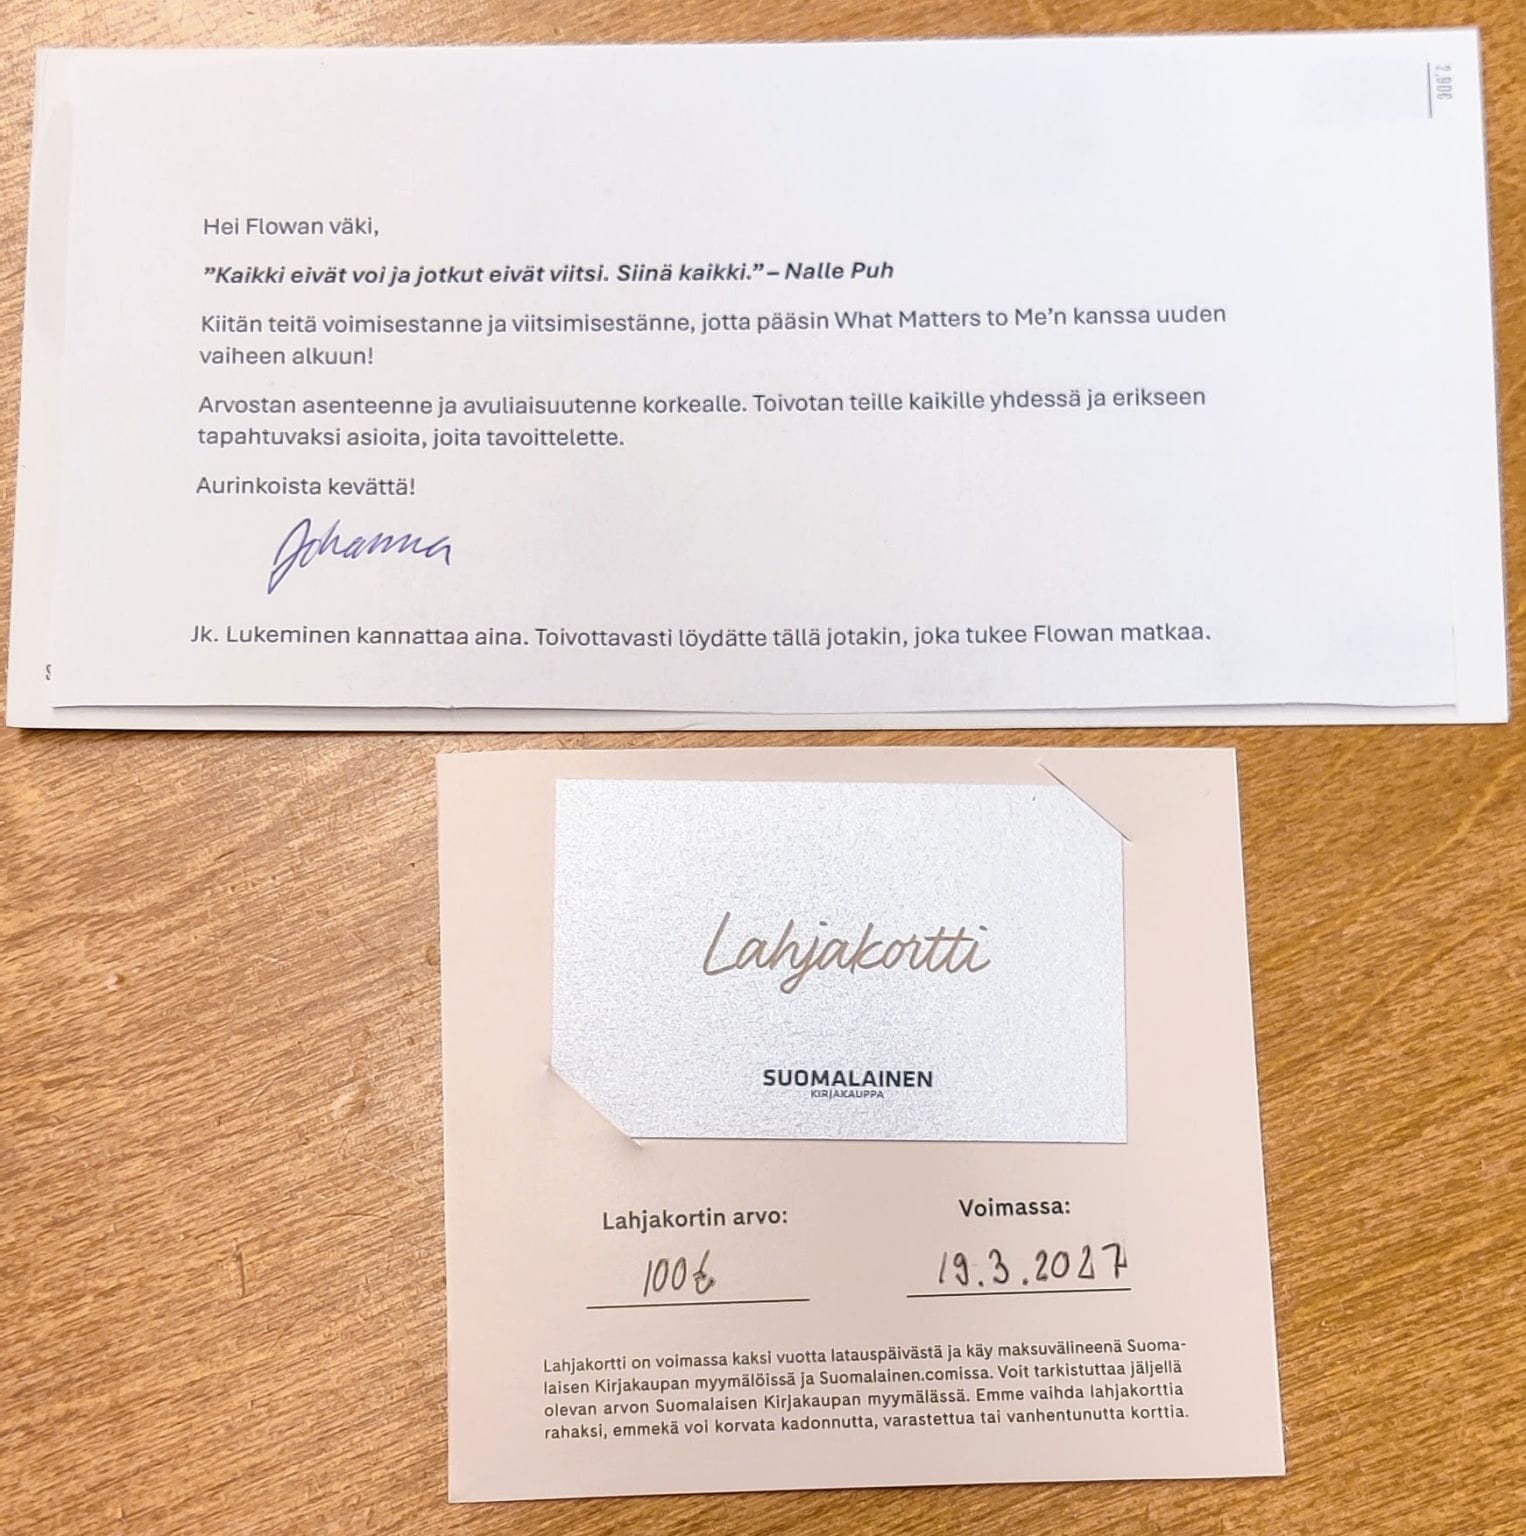 2,90€
Hei Flowan väki,
”Kaikki eivät voi ja jotkut eivät viitsi. Siinä kaikki.” – Nalle Puh
Kiitän teitä voimisestanne ja viitsimisestänne, jotta pääsin What Matters to Me’n kanssa uuden
vaiheen alkuun!
Arvostan asenteenne ja avuliaisuutenne korkealle. Toivotan teille kaikille yhdessä ja erikseen
tapahtuvaksi asioita, joita tavoittelette.
Aurinkoista kevättä!
Johanna
Jk. Lukeminen kannattaa aina. Toivottavasti löydätte tällä jotakin, joka tukee Flowan matkaa.
Lahjakortti
SUOMALAINEN
KIRJAKAUPPA
Lahjakortin arvo: Voimassa:
100€ 19.3.2027
Lahjakortti on voimassa kaksi vuotta latauspäivästä ja käy maksuvälineenä Suoma-
laisen Kirjakaupan myymälöissä ja Suomalainen.comissa. Voit tarkistuttaa jäljellä
olevan arvon Suomalaisen Kirjakaupan myymälässä. Emme vaihda lahjakorttia
rahaksi, emmekä voi korvata kadonnutta, varastettua tai vanhentunutta korttia.